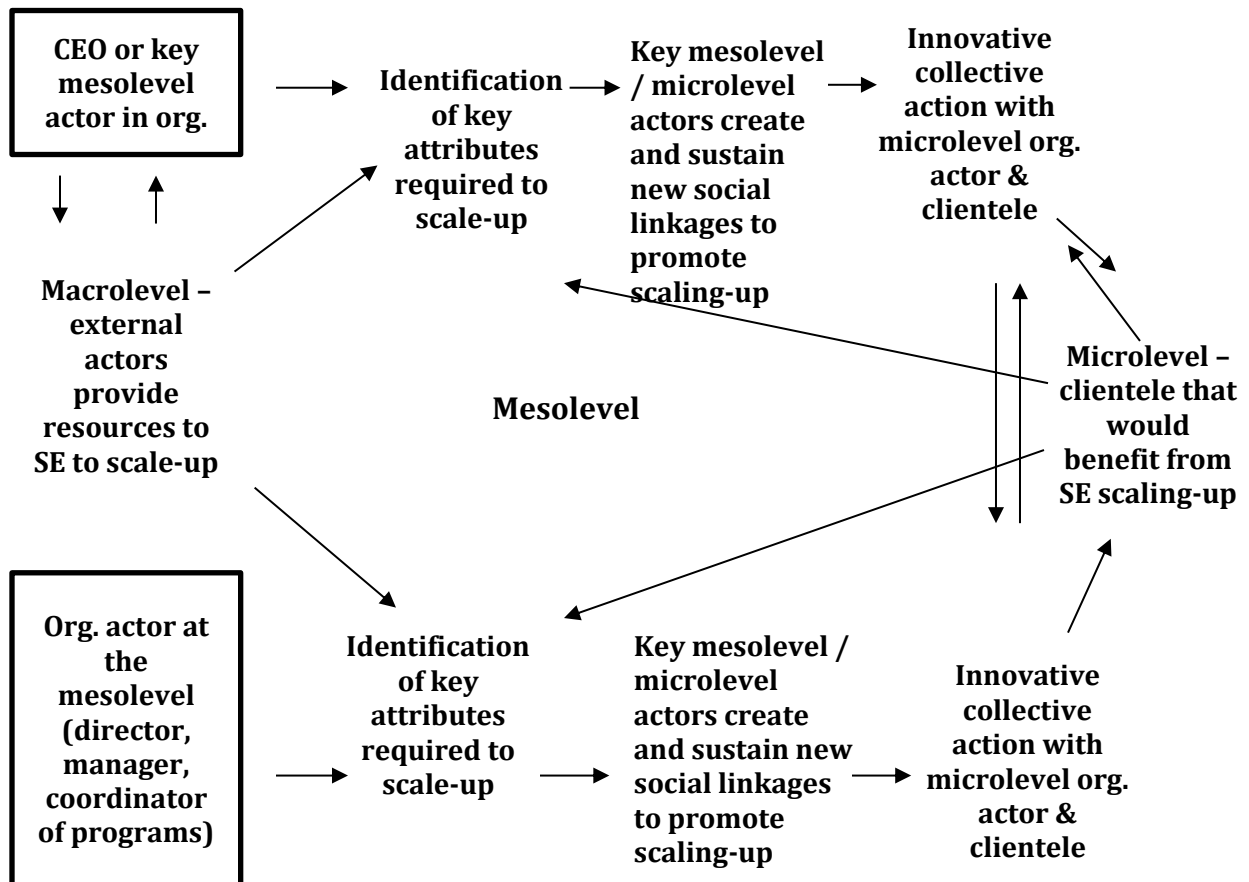 CEO or key
mesolevel
actor in org.
Identification
of key
attributes
required to
scale-up
Key mesolevel
/ microlevel
actors create
and sustain
new social
linkages to
promote
scaling-up
Innovative
collective
action with
microlevel org.
actor &
clientele
Macrolevel –
external
actors
provide
resources to
SE to scale-up
Mesolevel
Microlevel –
clientele that
would
benefit from
SE scaling-up
Org. actor at
the
mesolevel
(director,
manager,
coordinator
of programs)
Identification
of key
attributes
required to
scale-up
Key mesolevel /
microlevel
actors create
and sustain new
social linkages
to promote
scaling-up
Innovative
collective
action with
microlevel org.
actor &
clientele